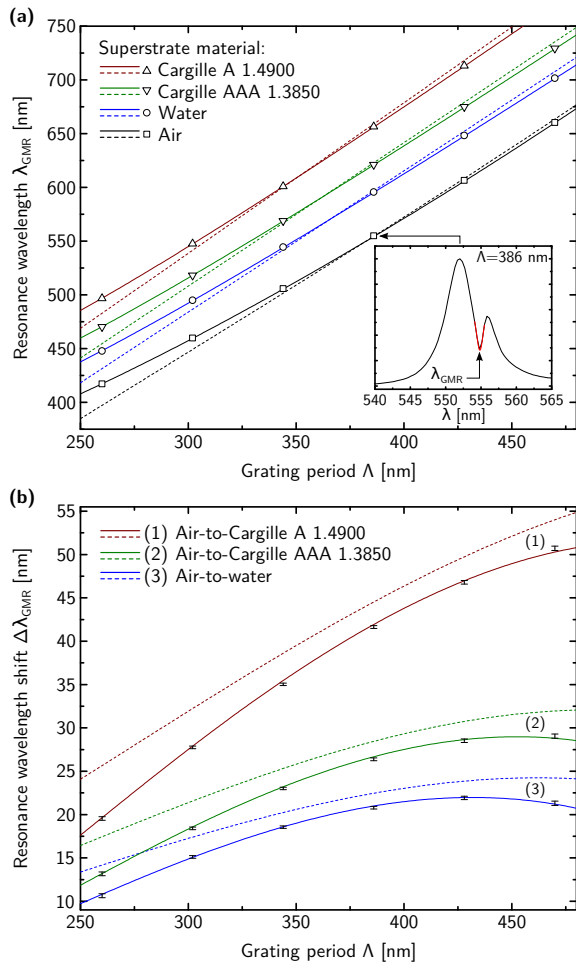 (a)
Resonance wavelength λGMR [nm]
750
700
650
600
550
500
450
400
Superstrate material:
Cargille A 1.4900
Cargille AAA 1.3850
Water
Air
Λ=386 nm
λGMR
540 545 550 555 560 565
λ [nm]
250 300 350 400 450
Grating period Λ [nm]
(b)
Resonance wavelength shift ΔλGMR [nm]
55
50
45
40
35
30
25
20
15
10
(1) Air-to-Cargille A 1.4900
(2) Air-to-Cargille AAA 1.3850
(3) Air-to-water
(1)
(2)
(3)
250 300 350 400 450
Grating period Λ [nm]